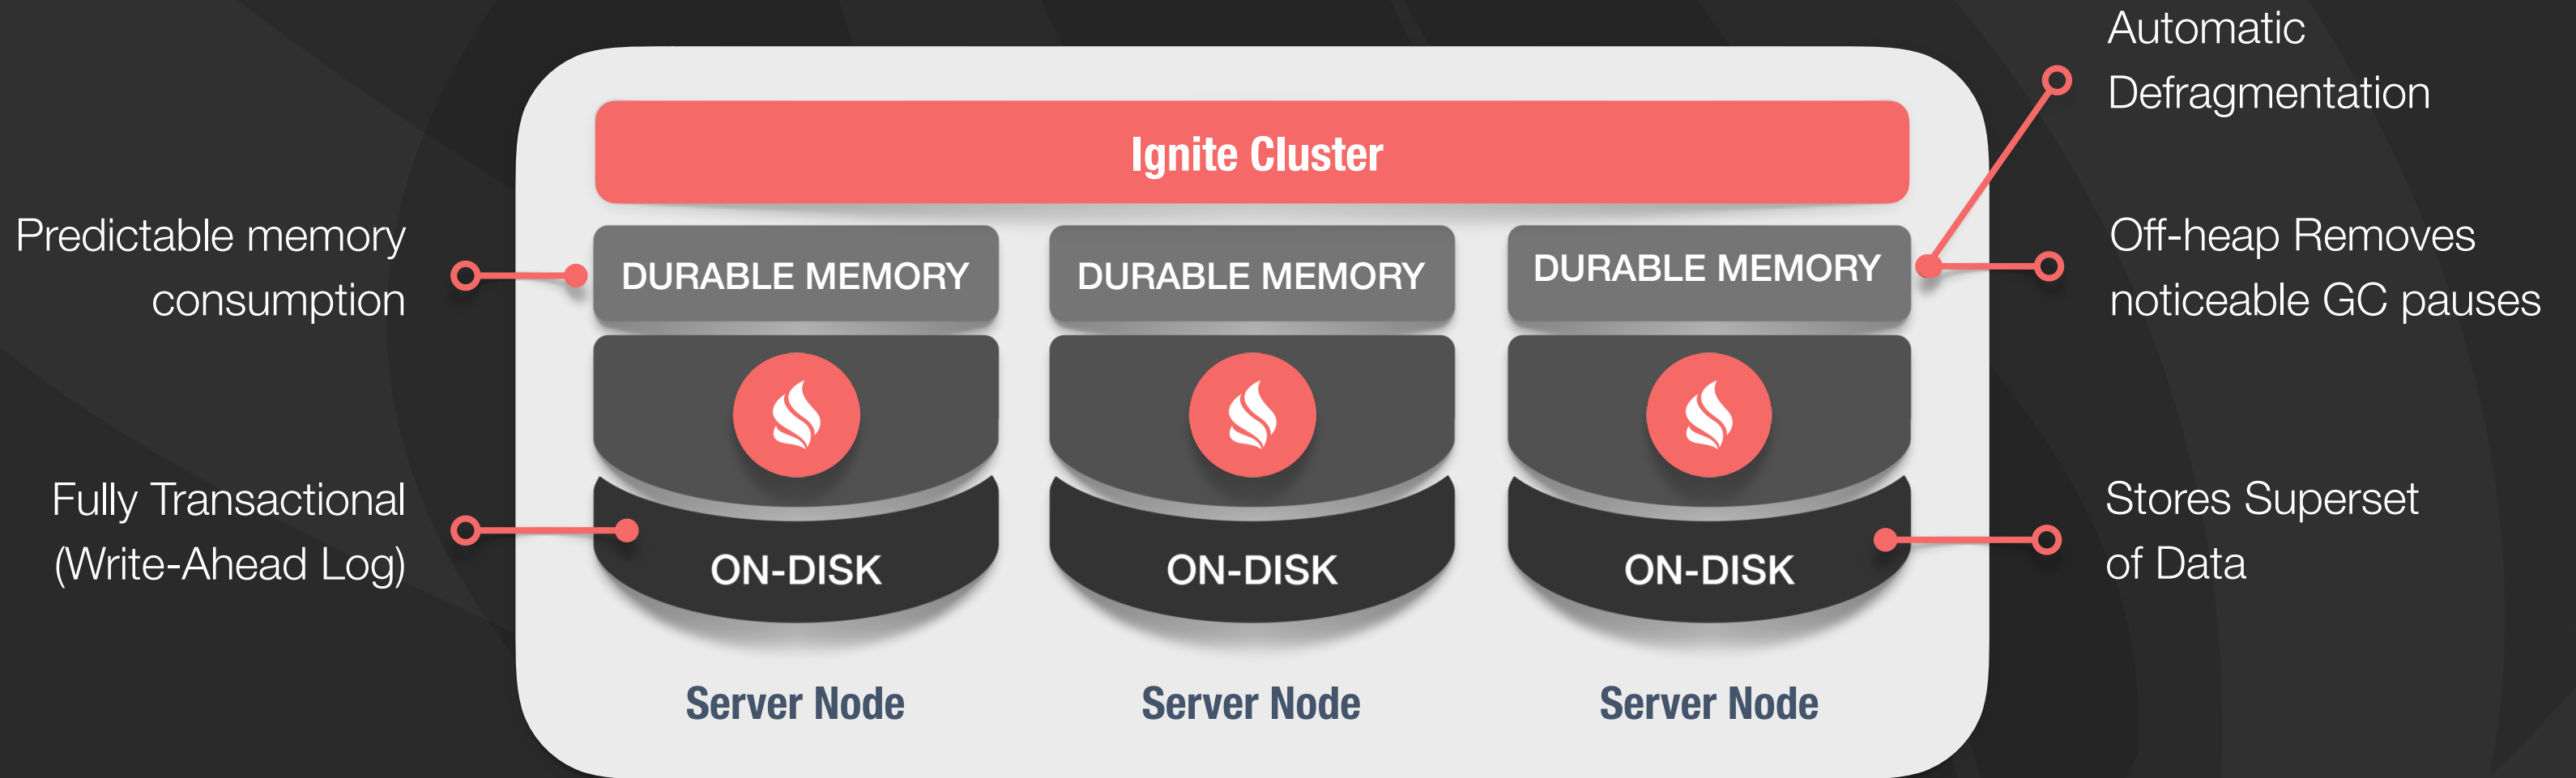 Automatic
Defragmentation
Ignite Cluster
Predictable memory
consumption
DURABLE MEMORY
DURABLE MEMORY
DURABLE MEMORY
Off-heap Removes
noticeable GC pauses
Fully Transactional
(Write-Ahead Log)
ON-DISK
ON-DISK
ON-DISK
Stores Superset
of Data
Server Node
Server Node
Server Node